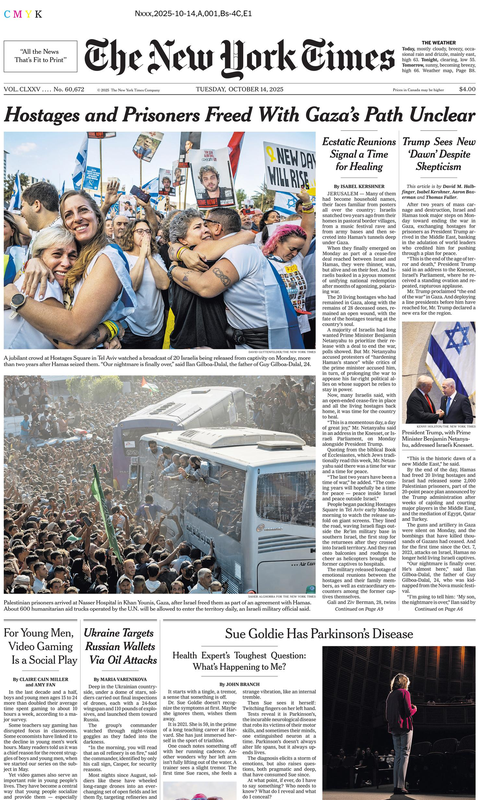 C M Y K
Nxxx,2025-10-14,A,001,Bs-4C,E1
"All the News
That's Fit to Print"
The New York Times
THE WEATHER
Today, mostly cloudy, breezy, occasional rain and drizzle, mainly east,
high 63. Tonight, clearing, low 53.
Tomorrow, sunny, becoming breezy,
high 66. Weather map, Page B8.
VOL. CLXXV .... No. 60,672
© 2025 The New York Times Company
TUESDAY, OCTOBER 14, 2025
Prices in Canada may be higher
$4.00
Hostages and Prisoners Freed With Gaza's Path Unclear
NEW DAY
WILL RISE
A jubilant crowd at Hostages Square in Tel Aviv watched a broadcast of 20 Israelis being released from captivity on Monday, more
than two years after Hamas seized them. "Our nightmare is finally over," said Ilan Gilboa-Dalal, the father of Guy Gilboa-Dalal, 24.
Palestinian prisoners arrived at Nasser Hospital in Khan Younis, Gaza, after Israel freed them as part of an agreement with Hamas.
About 600 humanitarian aid trucks operated by the U.N. will be allowed to enter the territory daily, an Israeli military official said.
Ecstatic Reunions
Signal a Time
for Healing
By ISABEL KERSHNER
JERUSALEM — Many of them
had become household names,
their faces familiar from posters
all over the country: Israelis
snatched two years ago from their
homes in pastoral border villages,
from a music festival rave and
from army bases and then secreted
into Hamas's tunnels deep
under Gaza.
When they finally emerged on
Monday as part of a cease-fire
deal reached between Israel and
Hamas, they were thinner, wan,
but alive and on their feet. And Israelis
basked in a joyous moment
of unifying national redemption
after months of agonizing, polarizing
war.
The 20 living hostages who had
remained in Gaza, along with the
remains of 28 deceased ones, remained
an open wound, with the
fate of the hostages tearing at the
country's soul.
A majority of Israelis had long
wanted Prime Minister Benjamin
Netanyahu to prioritize their release
with a deal to end the war,
polls showed. But Mr. Netanyahu
accused protesters of "hardening
Hamas's stance" while critics of
the prime minister accused him,
in turn, of prolonging the war to
appease his far-right political allies
on whose support he relies to
stay in power.
Now, many Israelis said, with
an open-ended cease-fire in place
and all the living hostages back
home, it was time for the country
to heal.
"This is a momentous day, a day
of great joy," Mr. Netanyahu said
in an address in the Knesset, or Israeli
Parliament, on Monday
alongside President Trump.
Quoting from the biblical Book
of Ecclesiastes, which Jews traditionally
read this week, Mr. Netanyahu
said there was a time for war
and a time for peace.
"The last two years have been a
time of war," he added. "The coming
years will hopefully be a time
for peace — peace inside Israel
and peace outside Israel."
People began packing Hostages
Square in Tel Aviv early Monday
morning to watch the release unfold
on giant screens. They lined
the road, waving Israeli flags outside
the Re'im military base in
southern Israel, the first stop for
the returnees after they crossed
into Israeli territory. And they ran
onto balconies and rooftops to
cheer as helicopters brought the
former captives to hospitals.
The military released footage of
emotional reunions between the
hostages and their family members,
as well as extraordinary encounters
among the former captives
themselves.
Gali and Ziv Berman, 28, twins
Continued on Page A9
Trump Sees New
'Dawn' Despite
Skepticism
This article is by David M. Halbfinger,
Isabel Kershner, Aaron Boxerman
and Thomas Fuller.
After two years of mass carnage
and destruction, Israel and
Hamas took major steps on Monday
toward ending the war in
Gaza, exchanging hostages for
prisoners as President Trump arrived
in the Middle East, basking
in the adulation of world leaders
who credited him for pushing
through a plan for peace.
"This is the end of the age of terror
and death," President Trump
said in an address to the Knesset,
Israel's Parliament, where he received
a standing ovation and repeated,
rapturous applause.
Mr. Trump proclaimed "the end
of the war" in Gaza. And deploying
a line presidents before him have
reached for, Mr. Trump declared a
new era for the region.
President Trump, with Prime
Minister Benjamin Netanyahu,
addressed Israel's Knesset.
"This is the historic dawn of a
new Middle East," he said.
By the end of the day, Hamas
had freed 20 living hostages and
Israel had released some 2,000
Palestinian prisoners, part of the
20-point peace plan announced by
the Trump administration after
weeks of cajoling and courting
major players in the Middle East,
and the mediation of Egypt, Qatar
and Turkey.
The guns and artillery in Gaza
were silent on Monday, and the
bombings that have killed thousands
of Gazans had ceased. And
for the first time since the Oct. 7,
2023, attacks on Israel, Hamas no
longer held living Israeli captives.
"Our nightmare is finally over.
He's almost here," said Ilan
Gilboa-Dalal, the father of Guy
Gilboa-Dalal, 24, who was kidnapped
from the Nova music festival.
"I'm going to tell him: 'My son,
the nightmare is over,'" Ilan said by
Continued on Page A6
For Young Men,
Video Gaming
Is a Social Play
By CLAIRE CAIN MILLER
and AMY FAN
In the last decade and a half,
boys and young men ages 15 to 24
more than doubled their average
time spent gaming to about 10
hours a week, according to a major
survey.
Some teachers say gaming has
disrupted focus in classrooms.
Some economists have linked it to
the decline in young men's work
hours. Many readers told us it was
a chief reason for the recent struggles
of boys and young men, when
we started our series on the subject
in May.
Yet video games also serve an
important role in young people's
lives. They have become a central
way that young people socialize
and provide — especially
Ukraine Targets
Russian Wallets
Via Oil Attacks
By MARIA VARENIKOVA
Deep in the Ukrainian countryside,
under a dome of stars, soldiers
carried out final inspections
of drones, each with a 24-foot
wingspan and 110 pounds of explosives,
and launched them toward
Russia.
The group's commander
watched through night-vision
goggles as they faded into the
darkness.
"In the morning, you will read
that an oil refinery is on fire," said
the commander, identified only by
his call sign, Casper, for security
reasons.
Most nights since August, soldiers
like these have wheeled
long-range drones into an ever-changing
set of open fields and let
them fly, targeting refineries and
Sue Goldie Has Parkinson's Disease
Health Expert's Toughest Question:
What's Happening to Me?
By JOHN BRANCH
It starts with a single, a tremor,
a sense that something is off.
Dr. Sue Goldie doesn't recognize
the symptoms at first. Maybe
she ignores them, wishes them
away.
It is 2021. She is 59, in the prime
of a long teaching career at Harvard.
She has just immersed herself
in the sport of triathlon.
One coach notes something off
with her running cadence. Another
wonders why her left arm
isn't fully lifting out of the water. A
trainer sees a slight tremor. The
first time Sue reaches, she feels a
strange vibration, like an internal
tremble.
Then Sue sees it herself:
Twitching fingers on her left hand.
Tests reveal it is Parkinson's,
the incurable neurological disease
that robs its victims of their motor
skills, and sometimes their minds,
one extinguished neuron at a
time. Parkinson's doesn't always
alter life spans, but it always upends
lives.
The diagnosis elicits a storm of
emotions, but also raises questions,
both pragmatic and deep,
that have consumed Sue since.
At what point, if ever, do I have
to say something? Who needs to
know? What do I reveal and what
do I conceal?